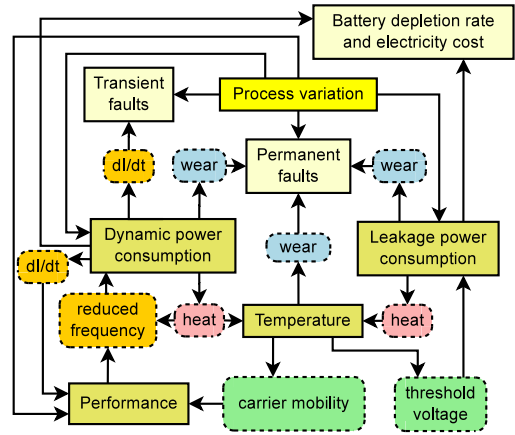 Battery depletion rate
and electricity cost
Transient
faults
Process variation
dI/dt
wear
Permanent
faults
wear
Dynamic power
consumption
wear
Leakage power
consumption
dI/dt
reduced
frequency
heat
Temperature
heat
Performance
carrier mobility
threshold
voltage